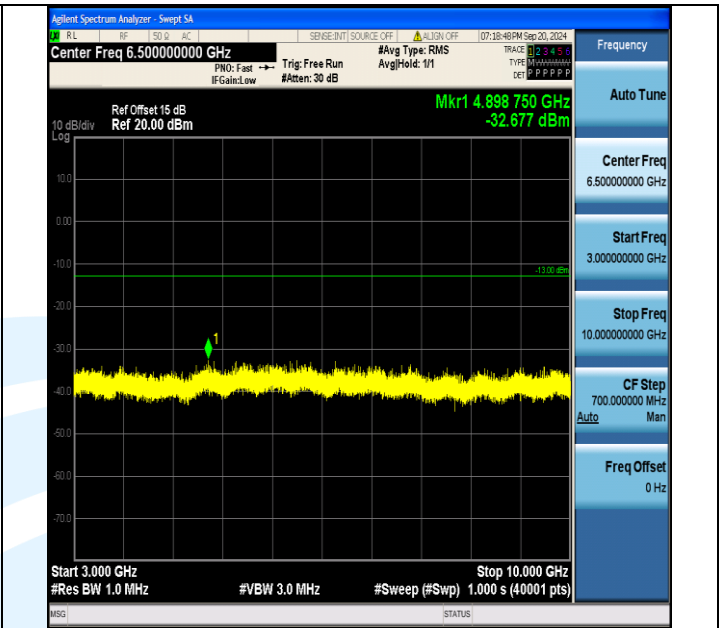 Agilent Spectrum Analyzer - Swept SA
RL RF 50 Ω AC SENSE:INT SOURCE OFF ALIGN OFF 07:18:48 PM Sep 20, 2024
Center Freq 6.500000000 GHz
PNO: Fast
IFGain:Low
Trig: Free Run
#Atten: 30 dB
#Avg Type: RMS
Avg|Hold: 1/1
TRACE 1 2 3 4 5 6
TYPE M
DET P P P P P P
Mkr1 4.898 750 GHz
-32.677 dBm
Ref Offset 15 dB
10 dB/div Ref 20.00 dBm
Log
10.0
0.00
-10.0
-13.00 dBm
-20.0
-30.0
1
-40.0
-50.0
-60.0
-70.0
Start 3.000 GHz Stop 10.000 GHz
#Res BW 1.0 MHz #VBW 3.0 MHz #Sweep (#Swp) 1.000 s (40001 pts)
MSG STATUS
Frequency
Auto Tune
Center Freq
6.500000000 GHz
Start Freq
3.000000000 GHz
Stop Freq
10.000000000 GHz
CF Step
700.000000 MHz
Auto Man
Freq Offset
0 Hz